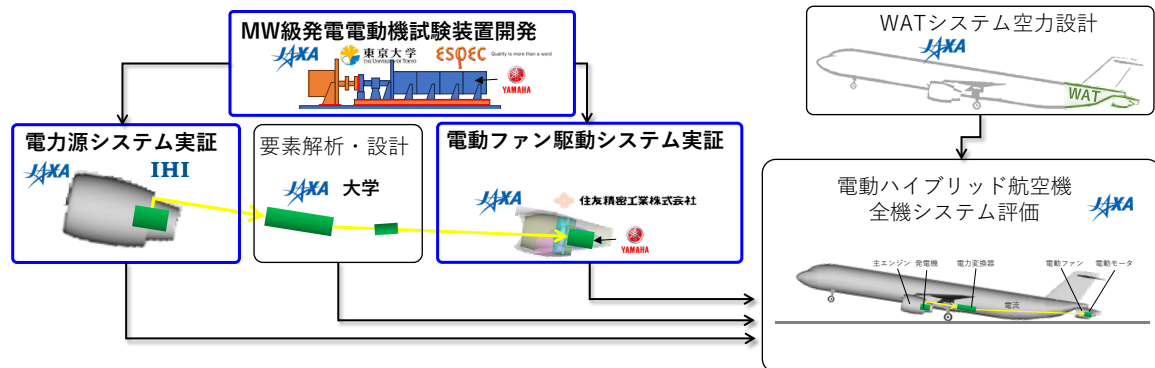 MW級発電電動機試験装置開発
JAXA
東京大学
THE UNIVERSITY OF TOKYO
ESPEC
Quality is more than a word
YAMAHA
WATシステム空力設計
JAXA
WAT
電力源システム実証
JAXA
IHI
要素解析・設計
JAXA
大学
電動ファン駆動システム実証
JAXA
住友精密工業株式会社
YAMAHA
電動ハイブリッド航空機
全機システム評価
JAXA
主エンジン
発電機
電力変換器
電動ファン
電動モータ
電流